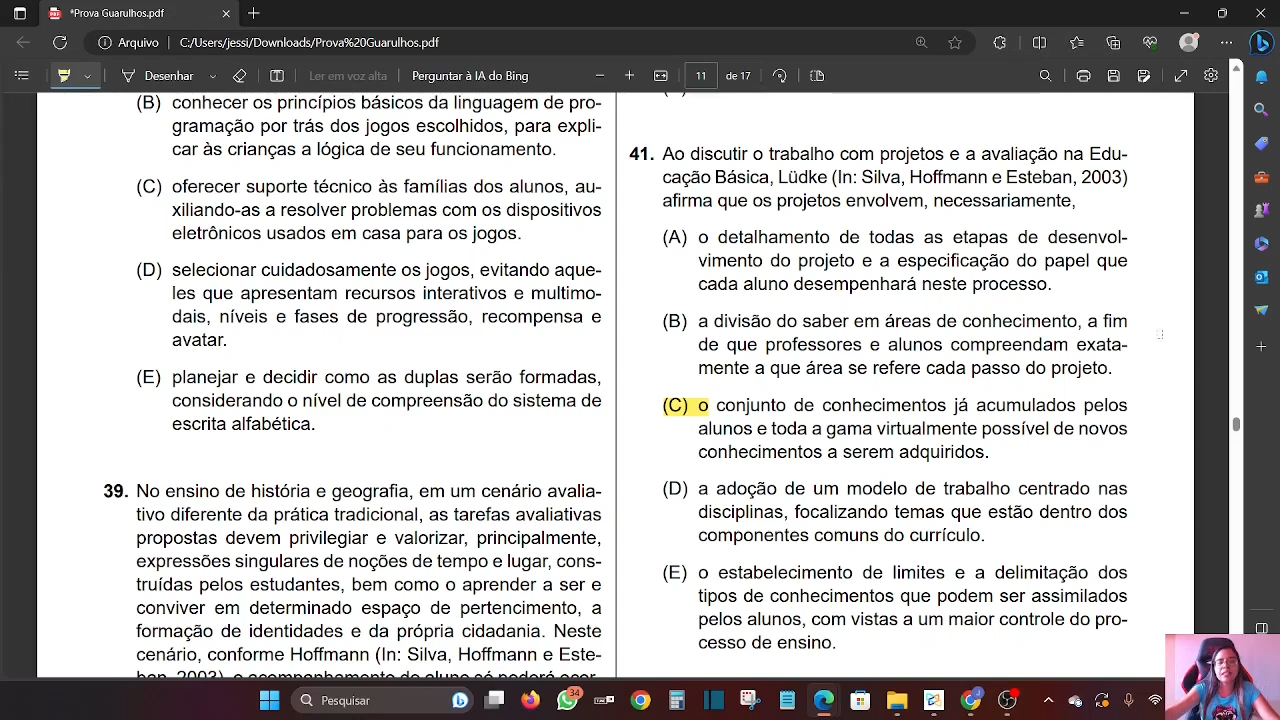 *Prova Guarulhos.pdf
Arquivo
C:/Users/jessi/Downloads/Prova%20Guarulhos.pdf
Desenhar
Ler em voz alta
Perguntar à IA do Bing
11
de 17
(B) conhecer os princípios básicos da linguagem de pro-
gramação por trás dos jogos escolhidos, para expli-
car às crianças a lógica de seu funcionamento.
(C) oferecer suporte técnico às famílias dos alunos, au-
xiliando-as a resolver problemas com os dispositivos
eletrônicos usados em casa para os jogos.
(D) selecionar cuidadosamente os jogos, evitando aque-
les que apresentam recursos interativos e multimo-
dais, níveis e fases de progressão, recompensa e
avatar.
(E) planejar e decidir como as duplas serão formadas,
considerando o nível de compreensão do sistema de
escrita alfabética.
39. No ensino de história e geografia, em um cenário avalia-
tivo diferente da prática tradicional, as tarefas avaliativas
propostas devem privilegiar e valorizar, principalmente,
expressões singulares de noções de tempo e lugar, cons-
truídas pelos estudantes, bem como o aprender a ser e
conviver em determinado espaço de pertencimento, a
formação de identidades e da própria cidadania. Neste
cenário, conforme Hoffmann (In: Silva, Hoffmann e Este-
41. Ao discutir o trabalho com projetos e a avaliação na Edu-
cação Básica, Lüdke (In: Silva, Hoffmann e Esteban, 2003)
afirma que os projetos envolvem, necessariamente,
(A) o detalhamento de todas as etapas de desenvol-
vimento do projeto e a especificação do papel que
cada aluno desempenhará neste processo.
(B) a divisão do saber em áreas de conhecimento, a fim
de que professores e alunos compreendam exata-
mente a que área se refere cada passo do projeto.
(C) o conjunto de conhecimentos já acumulados pelos
alunos e toda a gama virtualmente possível de novos
conhecimentos a serem adquiridos.
(D) a adoção de um modelo de trabalho centrado nas
disciplinas, focalizando temas que estão dentro dos
componentes comuns do currículo.
(E) o estabelecimento de limites e a delimitação dos
tipos de conhecimentos que podem ser assimilados
pelos alunos, com vistas a um maior controle do pro-
cesso de ensino.
Pesquisar
34